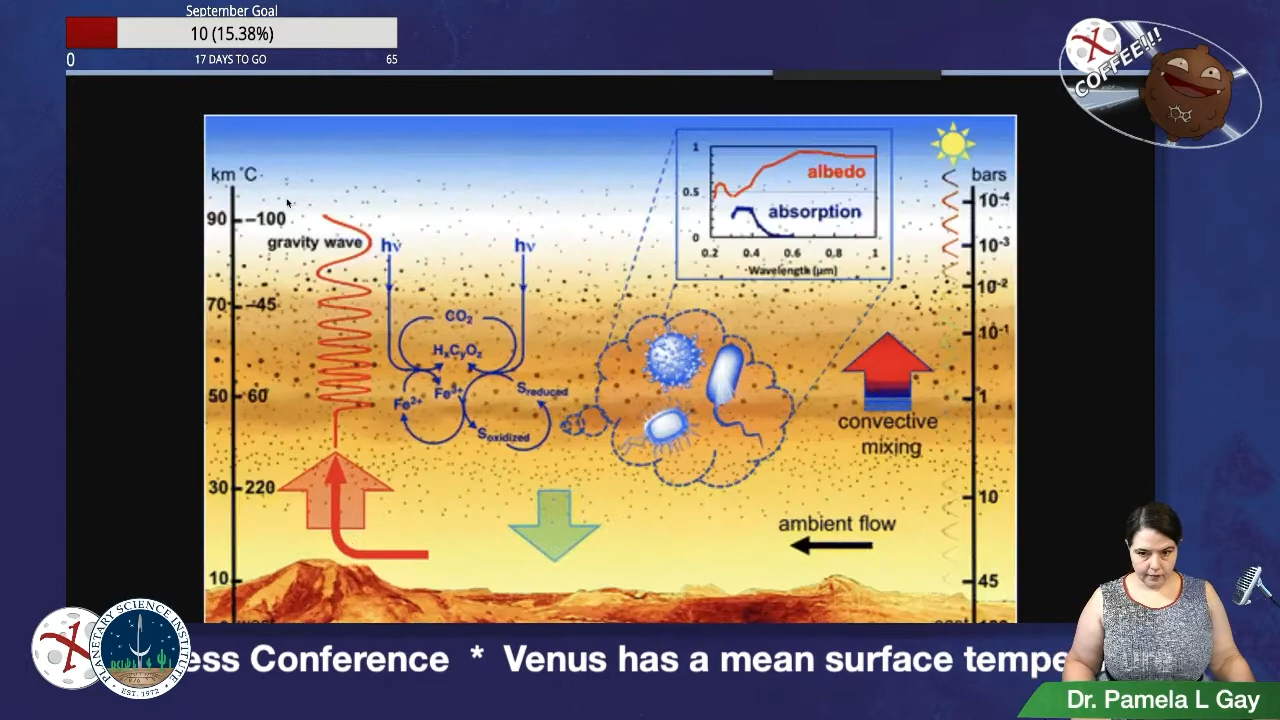 September Goal
10 (15.38%)
0 17 DAYS TO GO 65
COFFEE!!!
km °C
bars
90 -100
70 -45
50 60
30 220
10
gravity wave
hν hν
CO₂
HₓCᵧO₂
Fe²⁺ Fe³⁺
Sreduced
Soxidized
1
0.5
0
albedo
absorption
0.2 0.4 0.6 0.8 1
Wavelength (µm)
10⁻⁴
10⁻³
10⁻²
10⁻¹
1
10
45
convective
mixing
ambient flow
PLANETARY SCIENCE INSTITUTE
EST. 1972
ess Conference * Venus has a mean surface tempe
Dr. Pamela L Gay